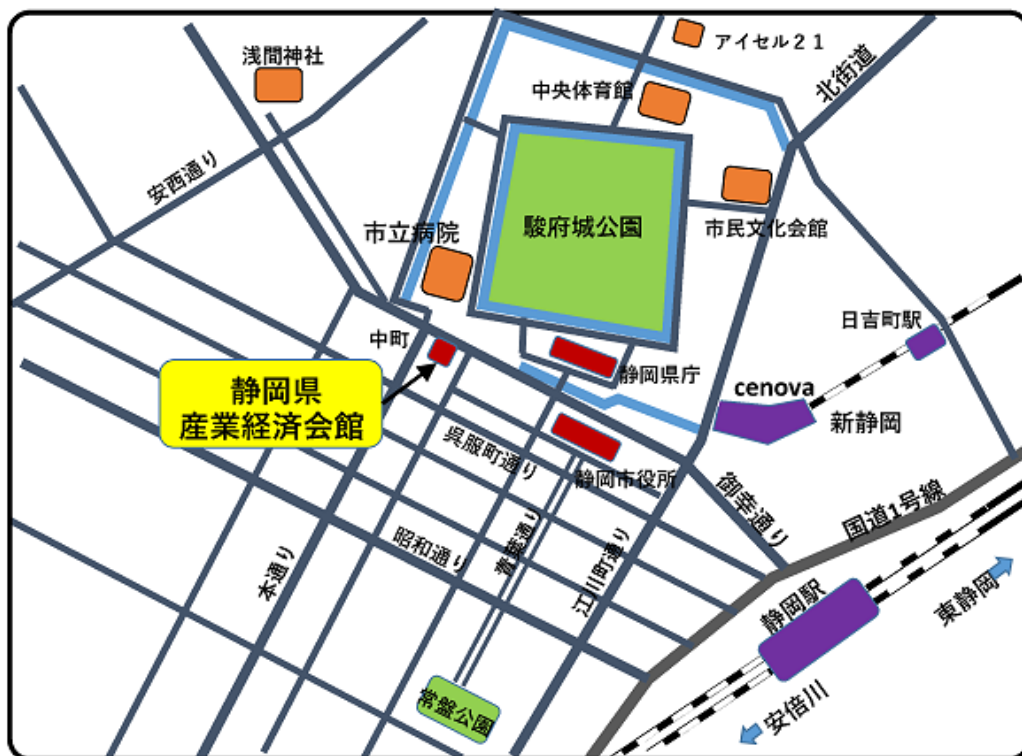 アイセル２１
浅間神社
北街道
中央体育館
安西通り
市立病院
駿府城公園
市民文化会館
日吉町駅
中町
静岡県庁
cenova
新静岡
静岡県
産業経済会館
呉服町通り
静岡市役所
御幸通り
国道1号線
昭和通り
青葉通り
本通り
江川町通り
静岡駅
東静岡
常盤公園
安倍川